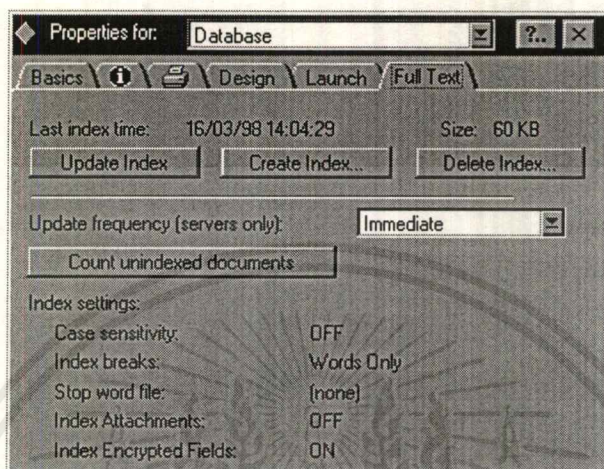 Properties for: Database ?..
Basics i Design Launch Full Text
Last index time: 16/03/98 14:04:29 Size: 60 KB
Update Index Create Index... Delete Index...
Update frequency (servers only): Immediate
Count unindexed documents
Index settings:
Case sensitivity: OFF
Index breaks: Words Only
Stop word file: (none)
Index Attachments: OFF
Index Encrypted Fields: ON